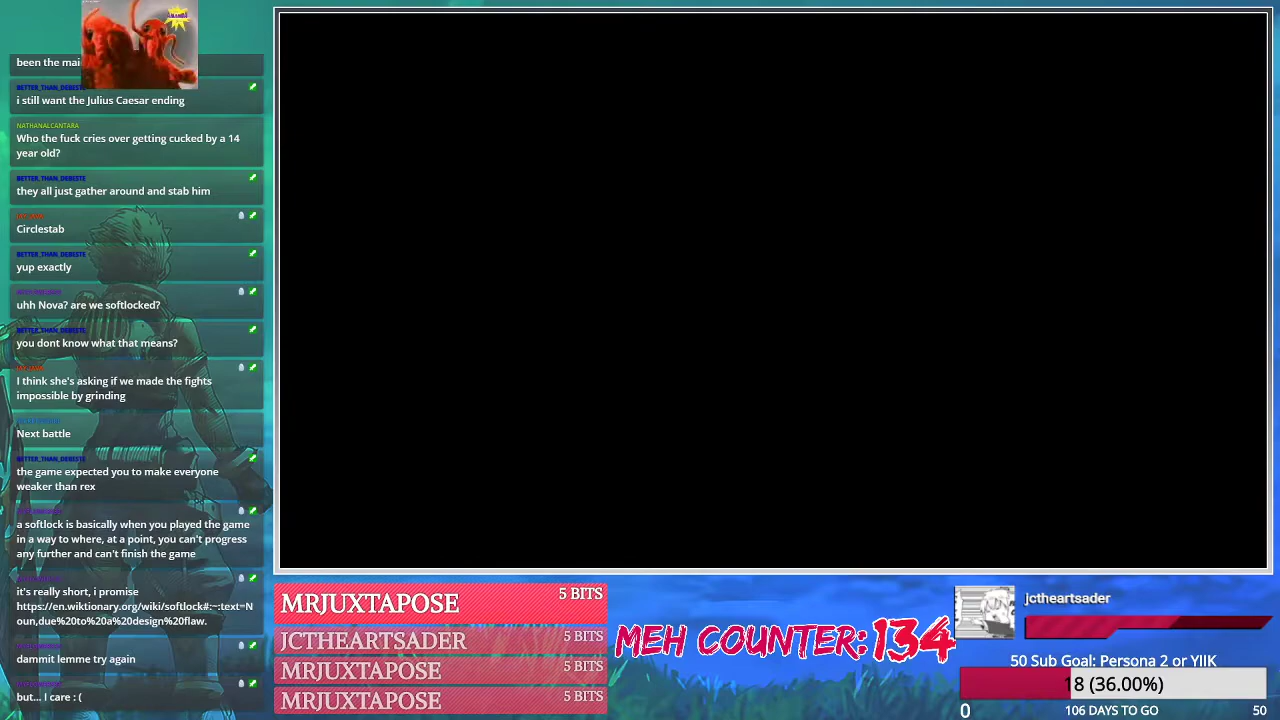 been the mai
BETTER_THAN_DEBESTE
i still want the Julius Caesar ending
NATHANALCANTARA
Who the fuck cries over getting cucked by a 14
year old?
BETTER_THAN_DEBESTE
they all just gather around and stab him
Circlestab
BETTER_THAN_DEBESTE
yup exactly
uhh Nova? are we softlocked?
BETTER_THAN_DEBESTE
you dont know what that means?
I think she's asking if we made the fights
impossible by grinding
Next battle
BETTER_THAN_DEBESTE
the game expected you to make everyone
weaker than rex
a softlock is basically when you played the game
in a way to where, at a point, you can't progress
any further and can't finish the game
it's really short, i promise
https://en.wiktionary.org/wiki/softlock#:~:text=N
oun,due%20to%20a%20design%20flaw.
dammit lemme try again
but... I care : (
MRJUXTAPOSE 5 BITS
JCTHEARTSADER 5 BITS
MRJUXTAPOSE 5 BITS
MRJUXTAPOSE 5 BITS
MEH COUNTER:134
jctheartsader
50 Sub Goal: Persona 2 or YIIK
18 (36.00%)
0 106 DAYS TO GO 50